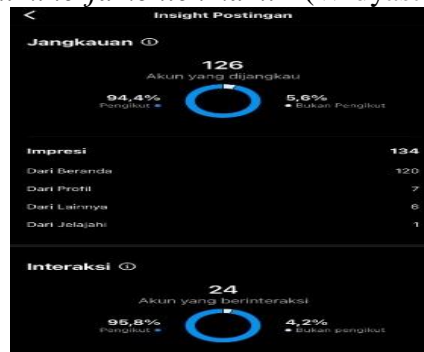 < Insight Postingan
Jangkauan ⓘ
126
Akun yang dijangkau
94,4% 5,6%
Pengikut • • Bukan Pengikut
Impresi 134
Dari Beranda 120
Dari Profil 7
Dari Lainnya 6
Dari Jelajahi 1
Interaksi ⓘ
24
Akun yang berinteraksi
95,8% 4,2%
Pengikut • • Bukan pengikut